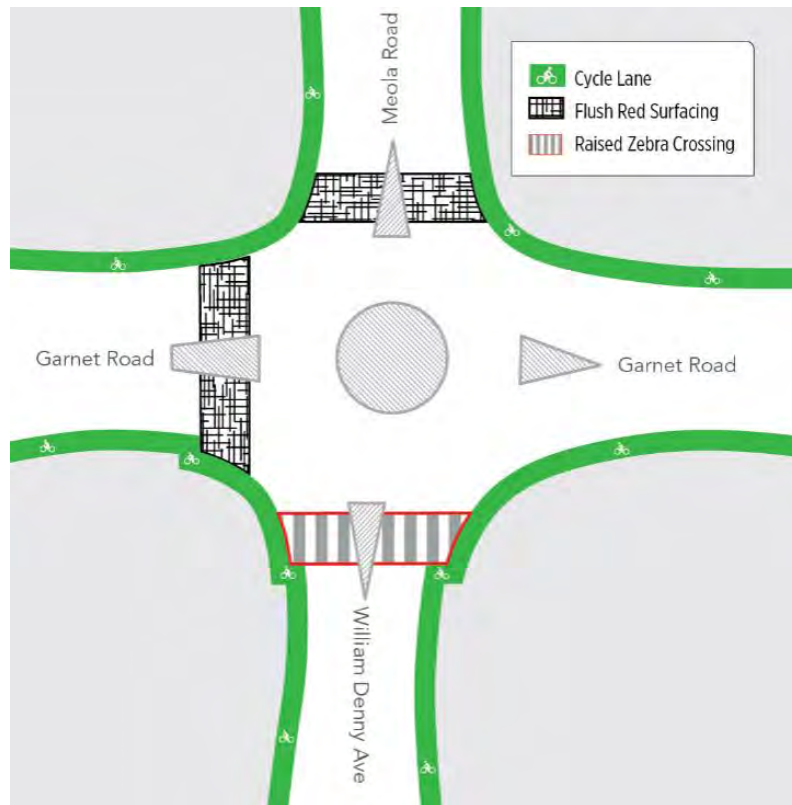 Meola Road
Cycle Lane
Flush Red Surfacing
Raised Zebra Crossing
Garnet Road
Garnet Road
William Denny Ave